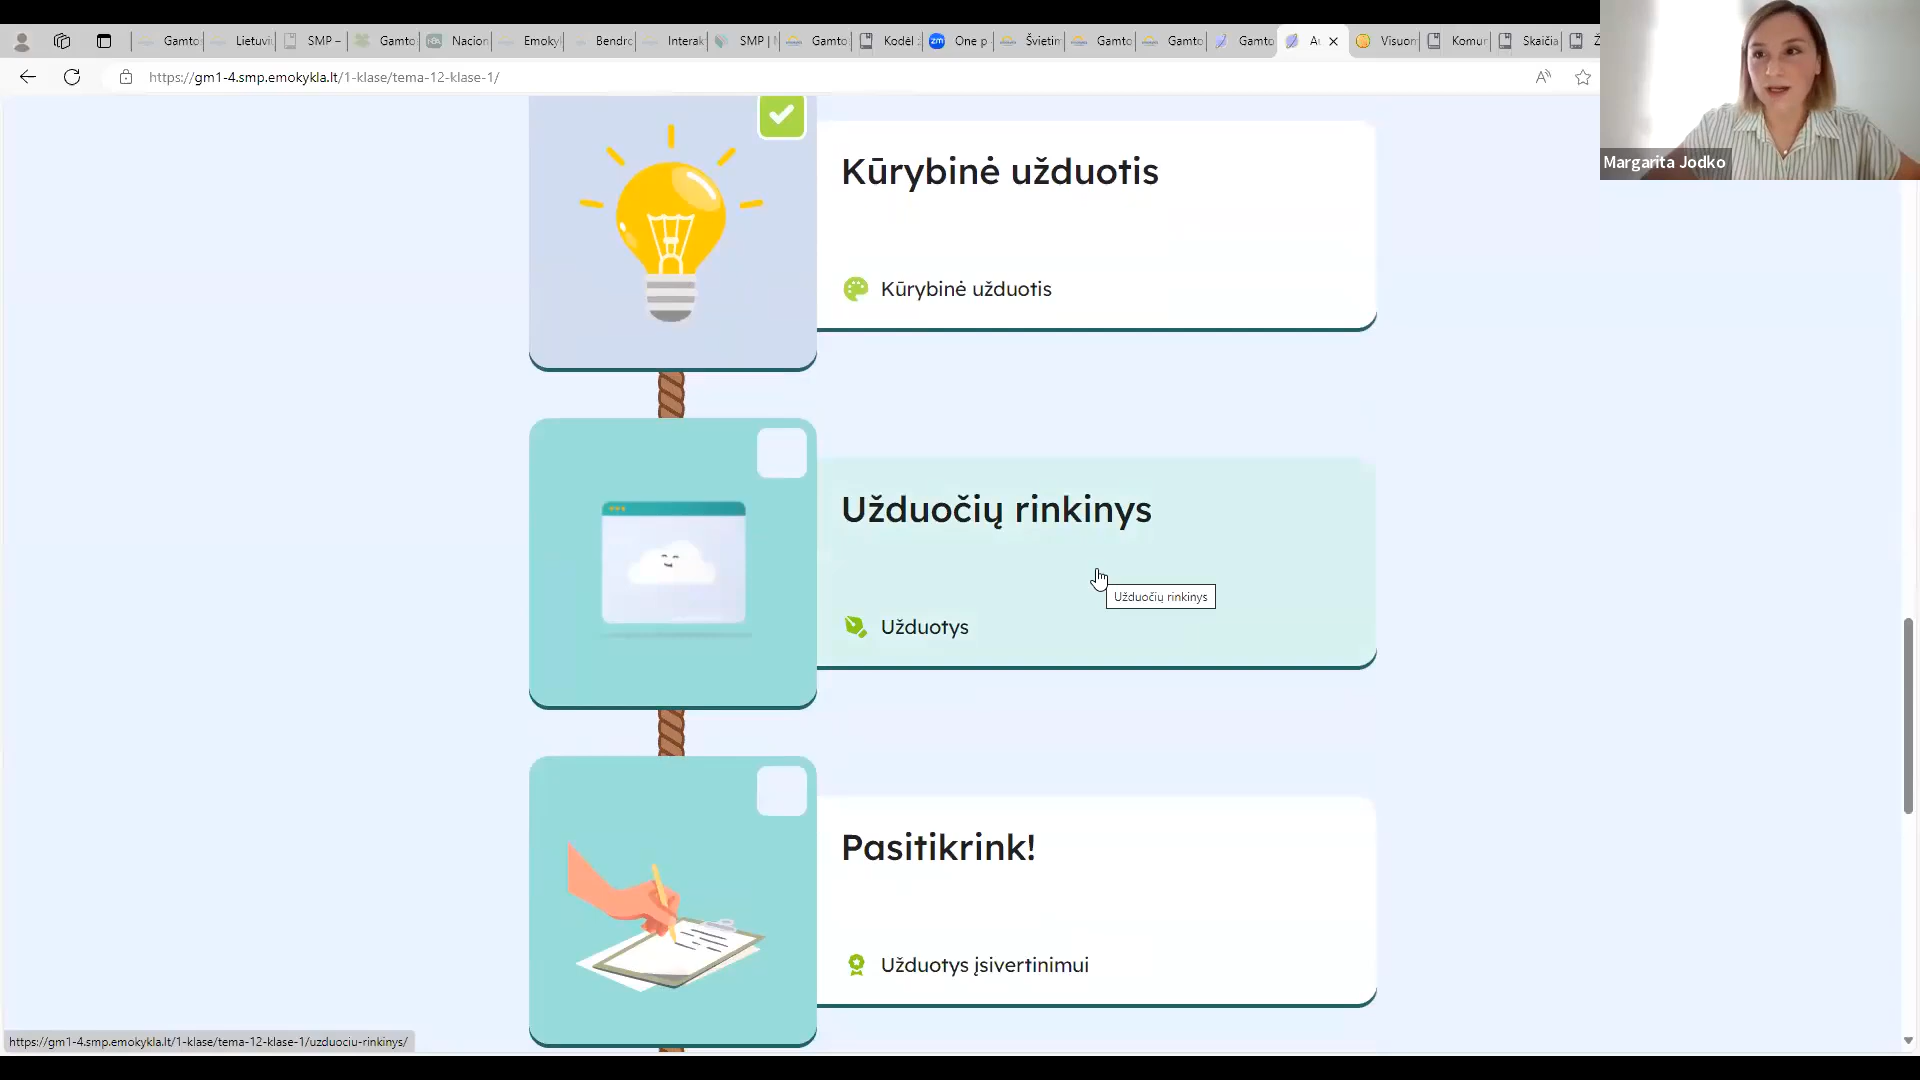 Gamto
Lietuvi
SMP –
Gamto
Nacion
Emoky
Bendro
Interak
SMP |
Gamto
Kodėl
One p
Švietin
Gamto
Gamto
Gamto
Visuon
Komur
Skaičia
https://gm1-4.smp.emokykla.lt/1-klase/tema-12-klase-1/
Margarita Jodko
Kūrybinė užduotis
Kūrybinė užduotis
Užduočių rinkinys
Užduočių rinkinys
Užduotys
Pasitikrink!
Užduotys įsivertinimui
https://gm1-4.smp.emokykla.lt/1-klase/tema-12-klase-1/uzduociu-rinkinys/